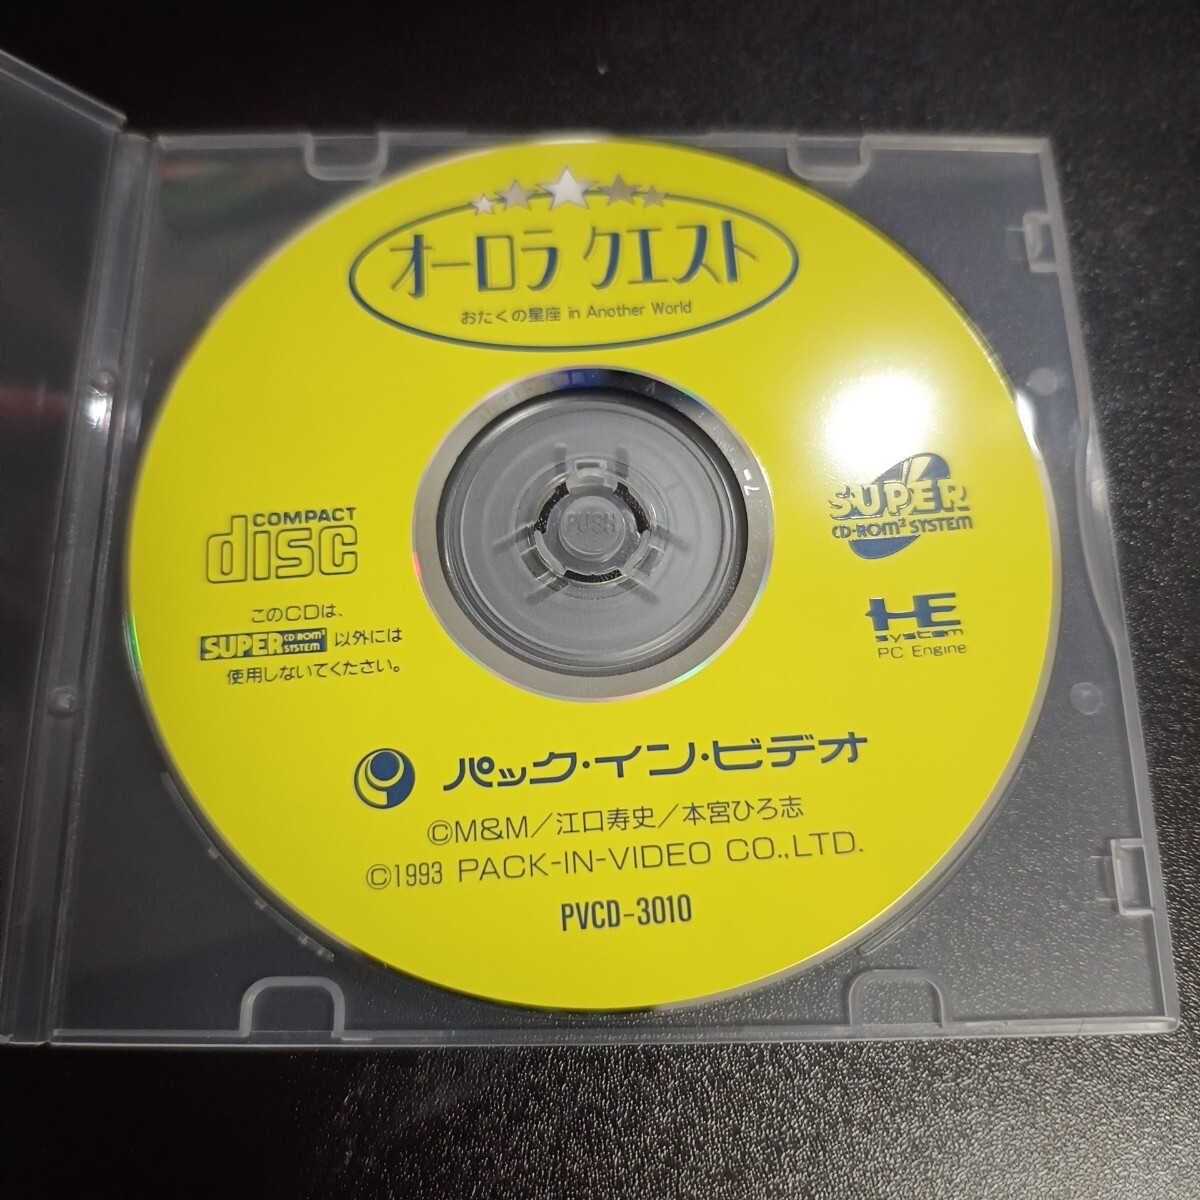 オーロラ クエスト
おたくの星座 in Another World
COMPACT
disc
このCDは、
SUPER CD-ROM² SYSTEM 以外には
使用しないでください。
PUSH
SUPER
CD-ROM² SYSTEM
HE
system
PC Engine
パック・イン・ビデオ
©M&M／江口寿史／本宮ひろ志
©1993 PACK-IN-VIDEO CO.,LTD.
PVCD-3010